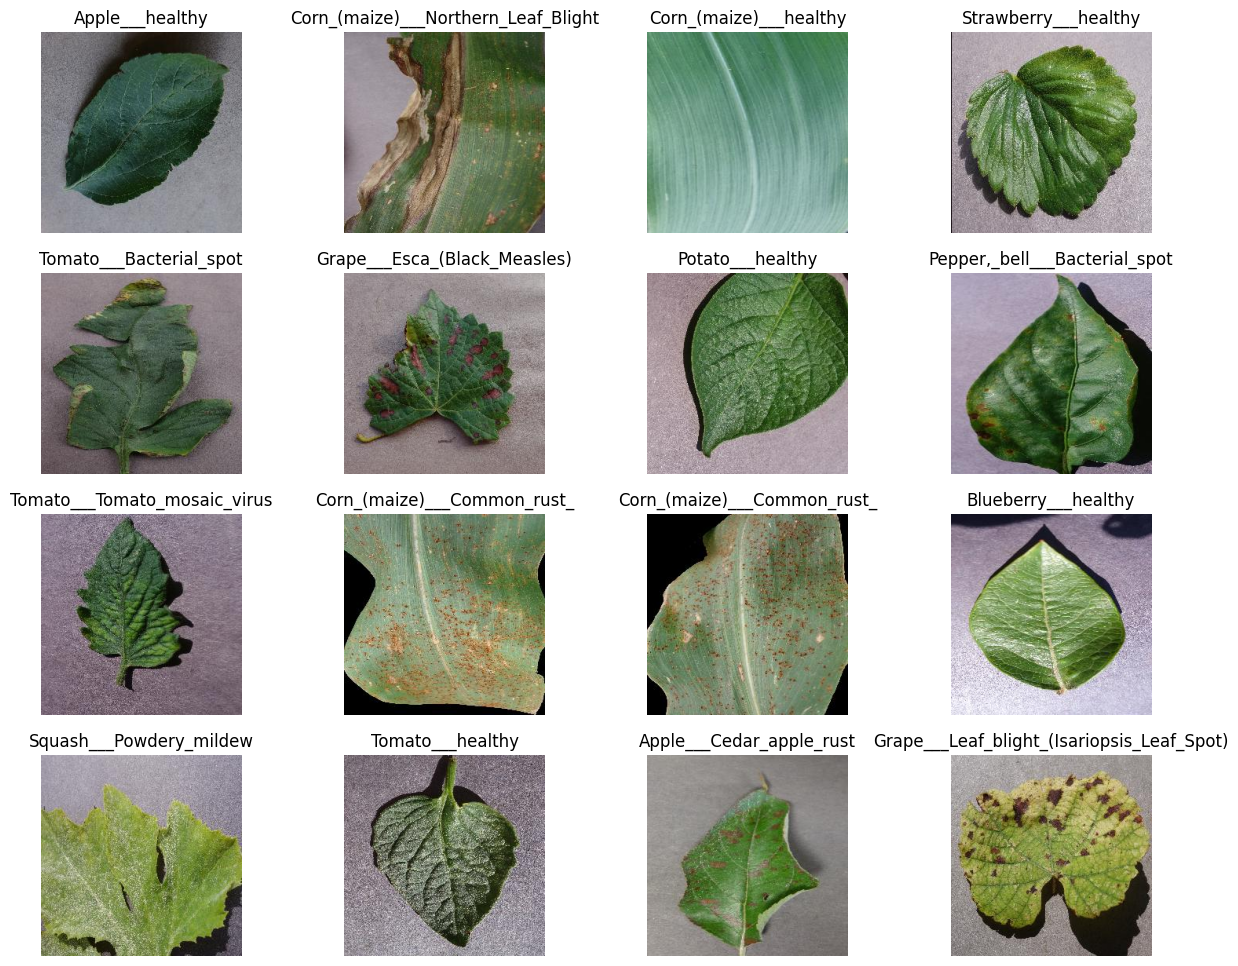 Apple___healthy
Corn_(maize)___Northern_Leaf_Blight
Corn_(maize)___healthy
Strawberry___healthy
Tomato___Bacterial_spot
Grape___Esca_(Black_Measles)
Potato___healthy
Pepper,_bell___Bacterial_spot
Tomato___Tomato_mosaic_virus
Corn_(maize)___Common_rust_
Corn_(maize)___Common_rust_
Blueberry___healthy
Squash___Powdery_mildew
Tomato___healthy
Apple___Cedar_apple_rust
Grape___Leaf_blight_(Isariopsis_Leaf_Spot)